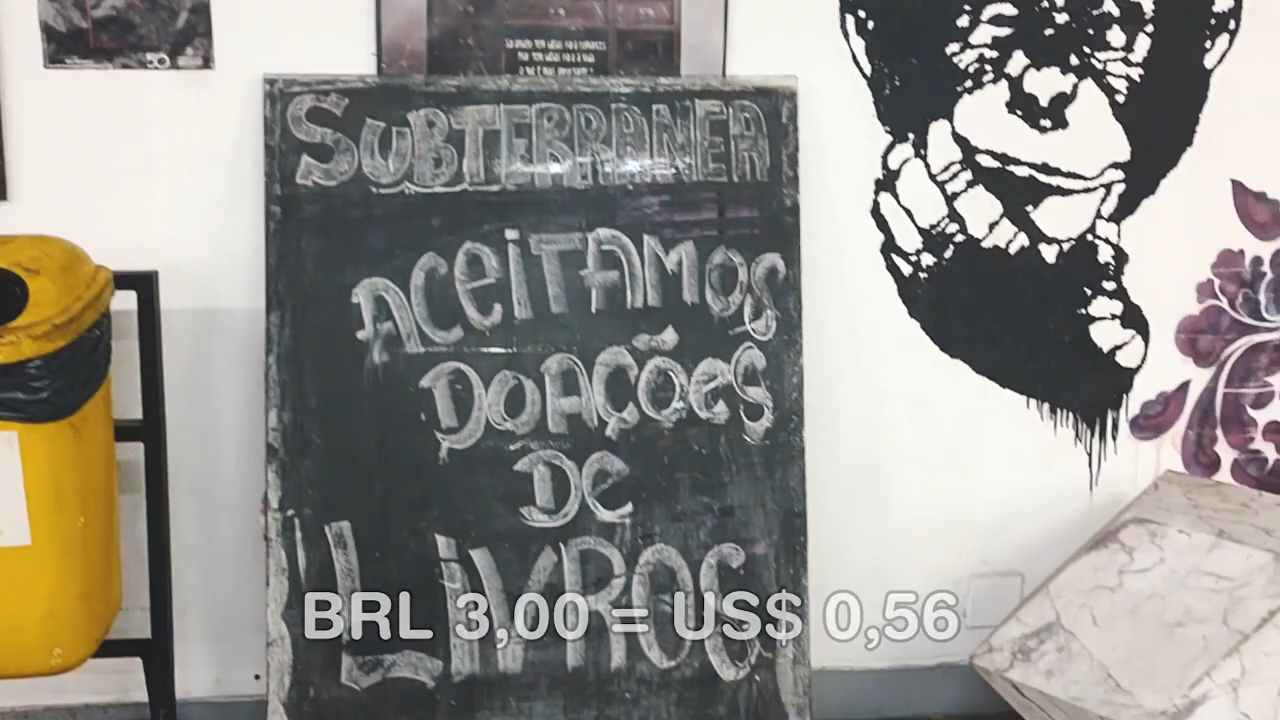 SUBTERRANEA
ACEITAMOS
DOAÇÕES
DE
LIVROS
BRL 3,00 = US$ 0,56